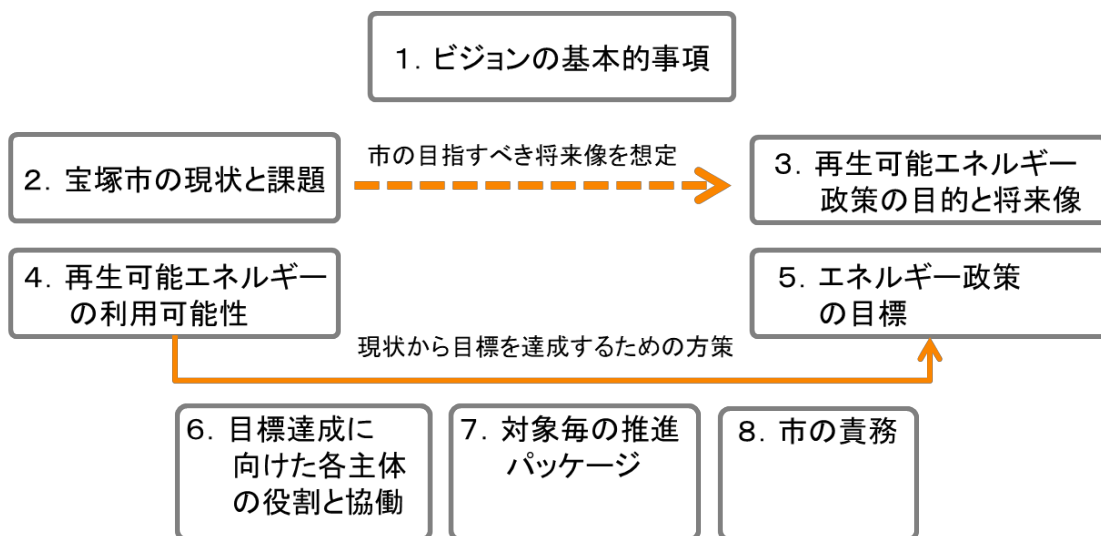 1. ビジョンの基本的事項
2. 宝塚市の現状と課題
市の目指すべき将来像を想定
3. 再生可能エネルギー
政策の目的と将来像
4. 再生可能エネルギー
の利用可能性
5. エネルギー政策
の目標
現状から目標を達成するための方策
6. 目標達成に
向けた各主体
の役割と協働
7. 対象毎の推進
パッケージ
8. 市の責務